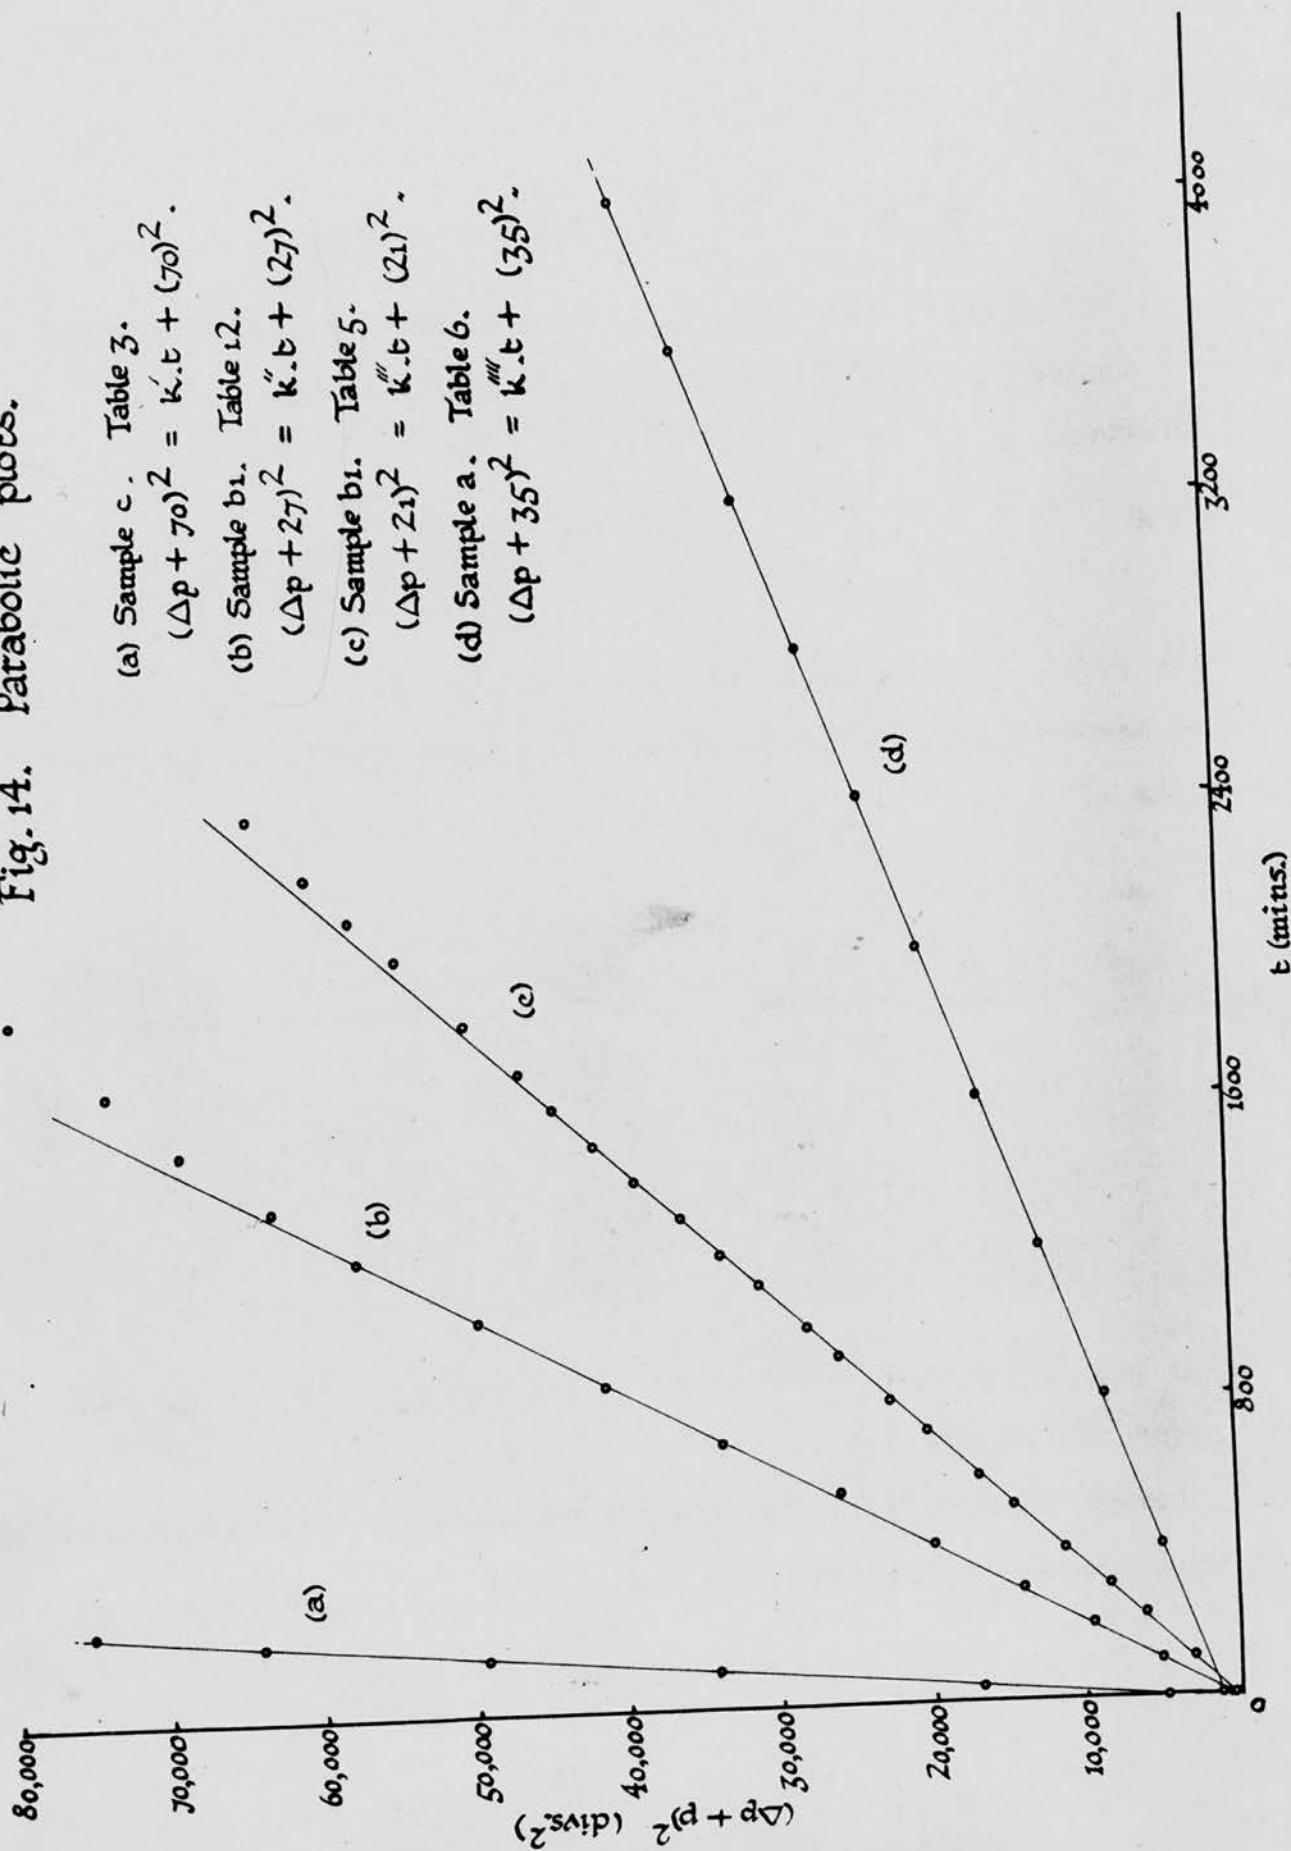 Fig. 14. Parabolic plots.
(a) Sample c. Table 3.
(Δp + 70)² = k'.t + (70)².
(b) Sample b1. Table 12.
(Δp + 27)² = k''.t + (27)².
(c) Sample b1. Table 5.
(Δp + 21)² = k'''.t + (21)².
(d) Sample a. Table 6.
(Δp + 35)² = k''''.t + (35)².
(Δp + p)² (divs.²)
80,000
70,000
60,000
50,000
40,000
30,000
20,000
10,000
0
800
1600
2400
3200
4000
t (mins.)
(a)
(b)
(c)
(d)